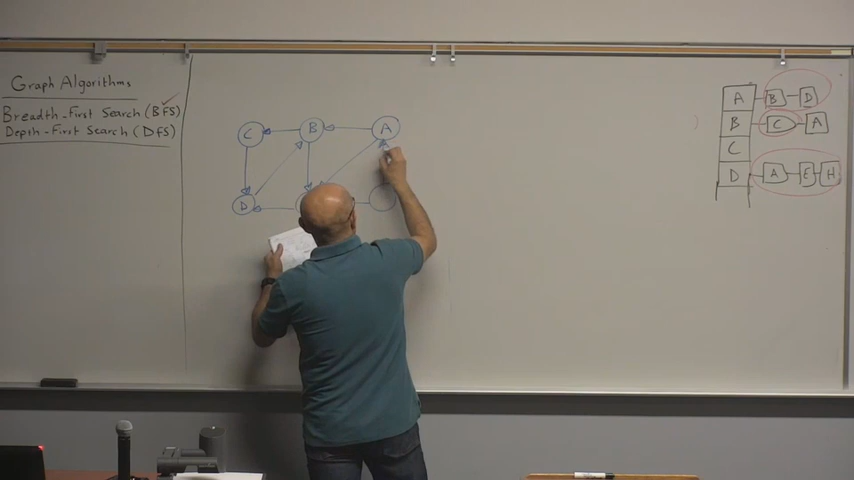 Graph Algorithms
Breadth-First Search (BFS)
Depth-First Search (DFS)
C B A
D
A B D
B C A
C
D A E H